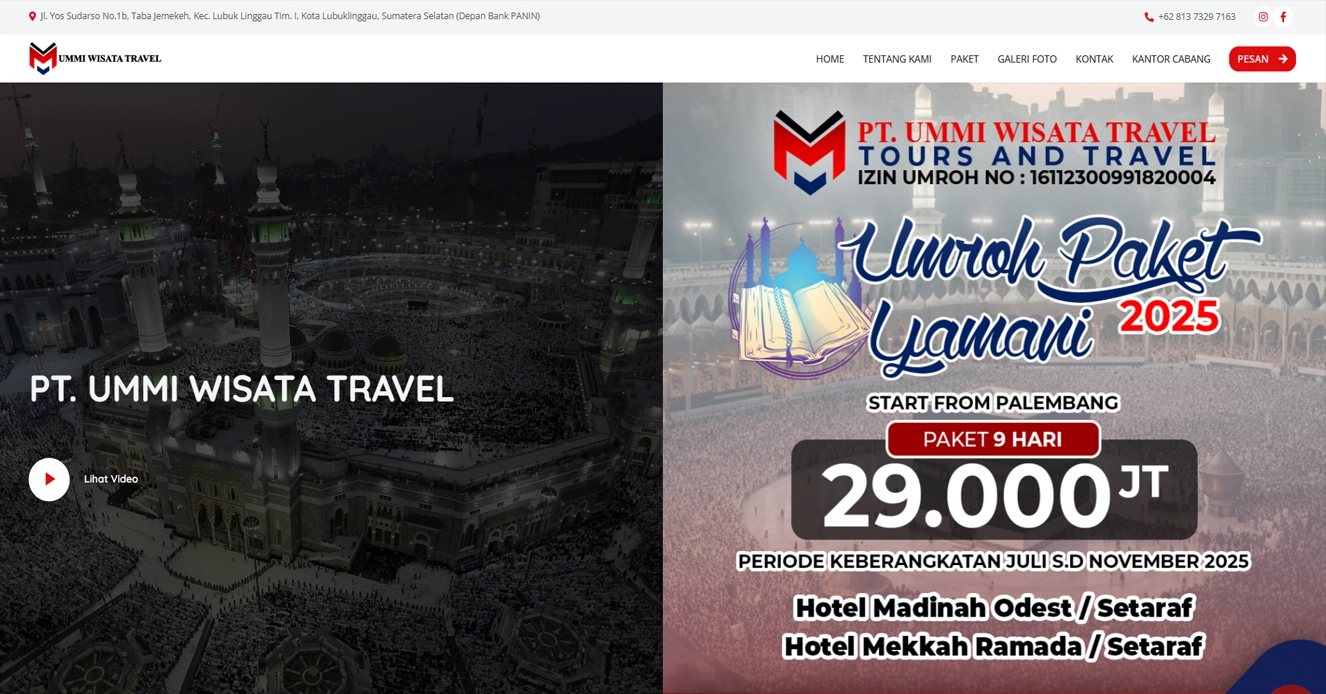 Jl. Yos Sudarso No.1b, Taba Jemekeh, Kec. Lubuk Linggau Tim. I, Kota Lubuklinggau, Sumatera Selatan (Depan Bank PANIN)
+62 813 7329 7163
UMMI WISATA TRAVEL
HOME
TENTANG KAMI
PAKET
GALERI FOTO
KONTAK
KANTOR CABANG
PESAN
PT. UMMI WISATA TRAVEL
Lihat Video
PT. UMMI WISATA TRAVEL
TOURS AND TRAVEL
IZIN UMROH NO : 16112300991820004
Umroh Paket
Yamani 2025
START FROM PALEMBANG
PAKET 9 HARI
29.000 JT
PERIODE KEBERANGKATAN JULI S.D NOVEMBER 2025
Hotel Madinah Odest / Setaraf
Hotel Mekkah Ramada / Setaraf